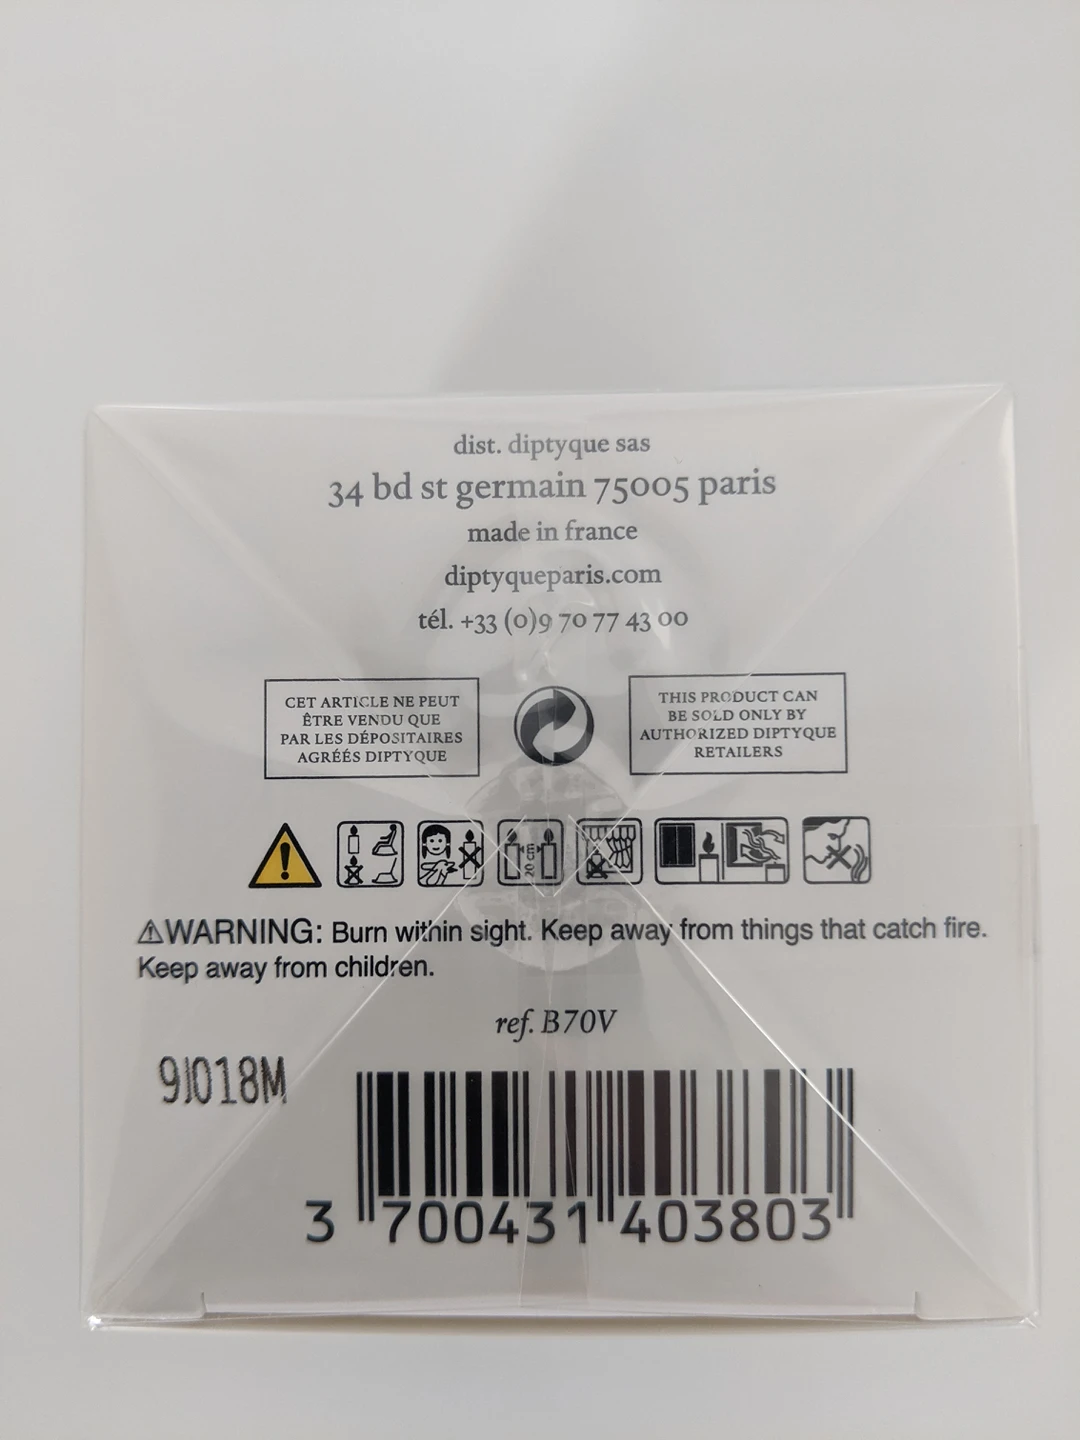 dist. diptyque sas
34 bd st germain 75005 paris
made in france
diptyqueparis.com
tél. +33 (0)9 70 77 43 00
CET ARTICLE NE PEUT
ÊTRE VENDU QUE
PAR LES DÉPOSITAIRES
AGRÉÉS DIPTYQUE
THIS PRODUCT CAN
BE SOLD ONLY BY
AUTHORIZED DIPTYQUE
RETAILERS
20 cm
⚠WARNING: Burn within sight. Keep away from things that catch fire.
Keep away from children.
ref. B70V
9J018M
3 700431 403803